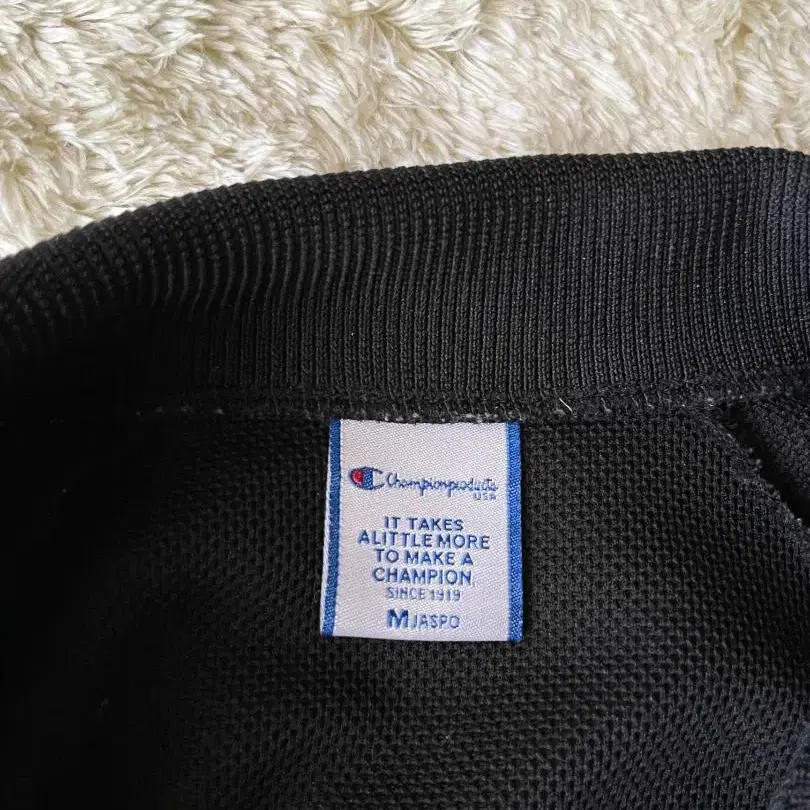 Championproducts
USA
IT TAKES
ALITTLE MORE
TO MAKE A
CHAMPION,
SINCE 1919
M JASPO